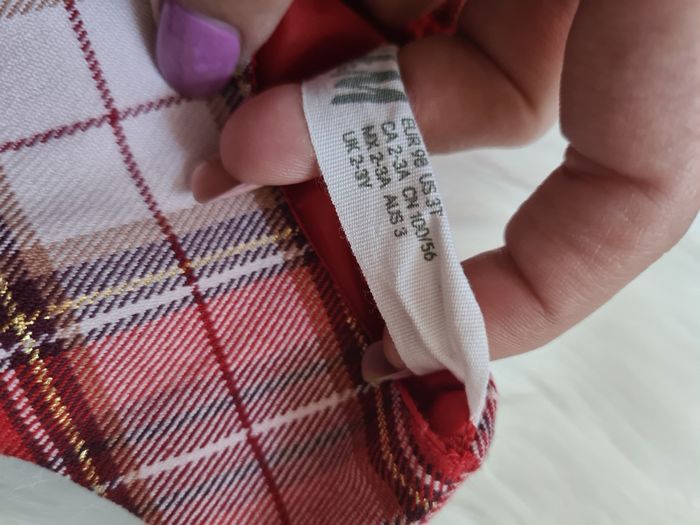 EUR 98 US 3T
CA 2-3A CN 100/56
MX 2-3A AUS 3
UK 2-3Y